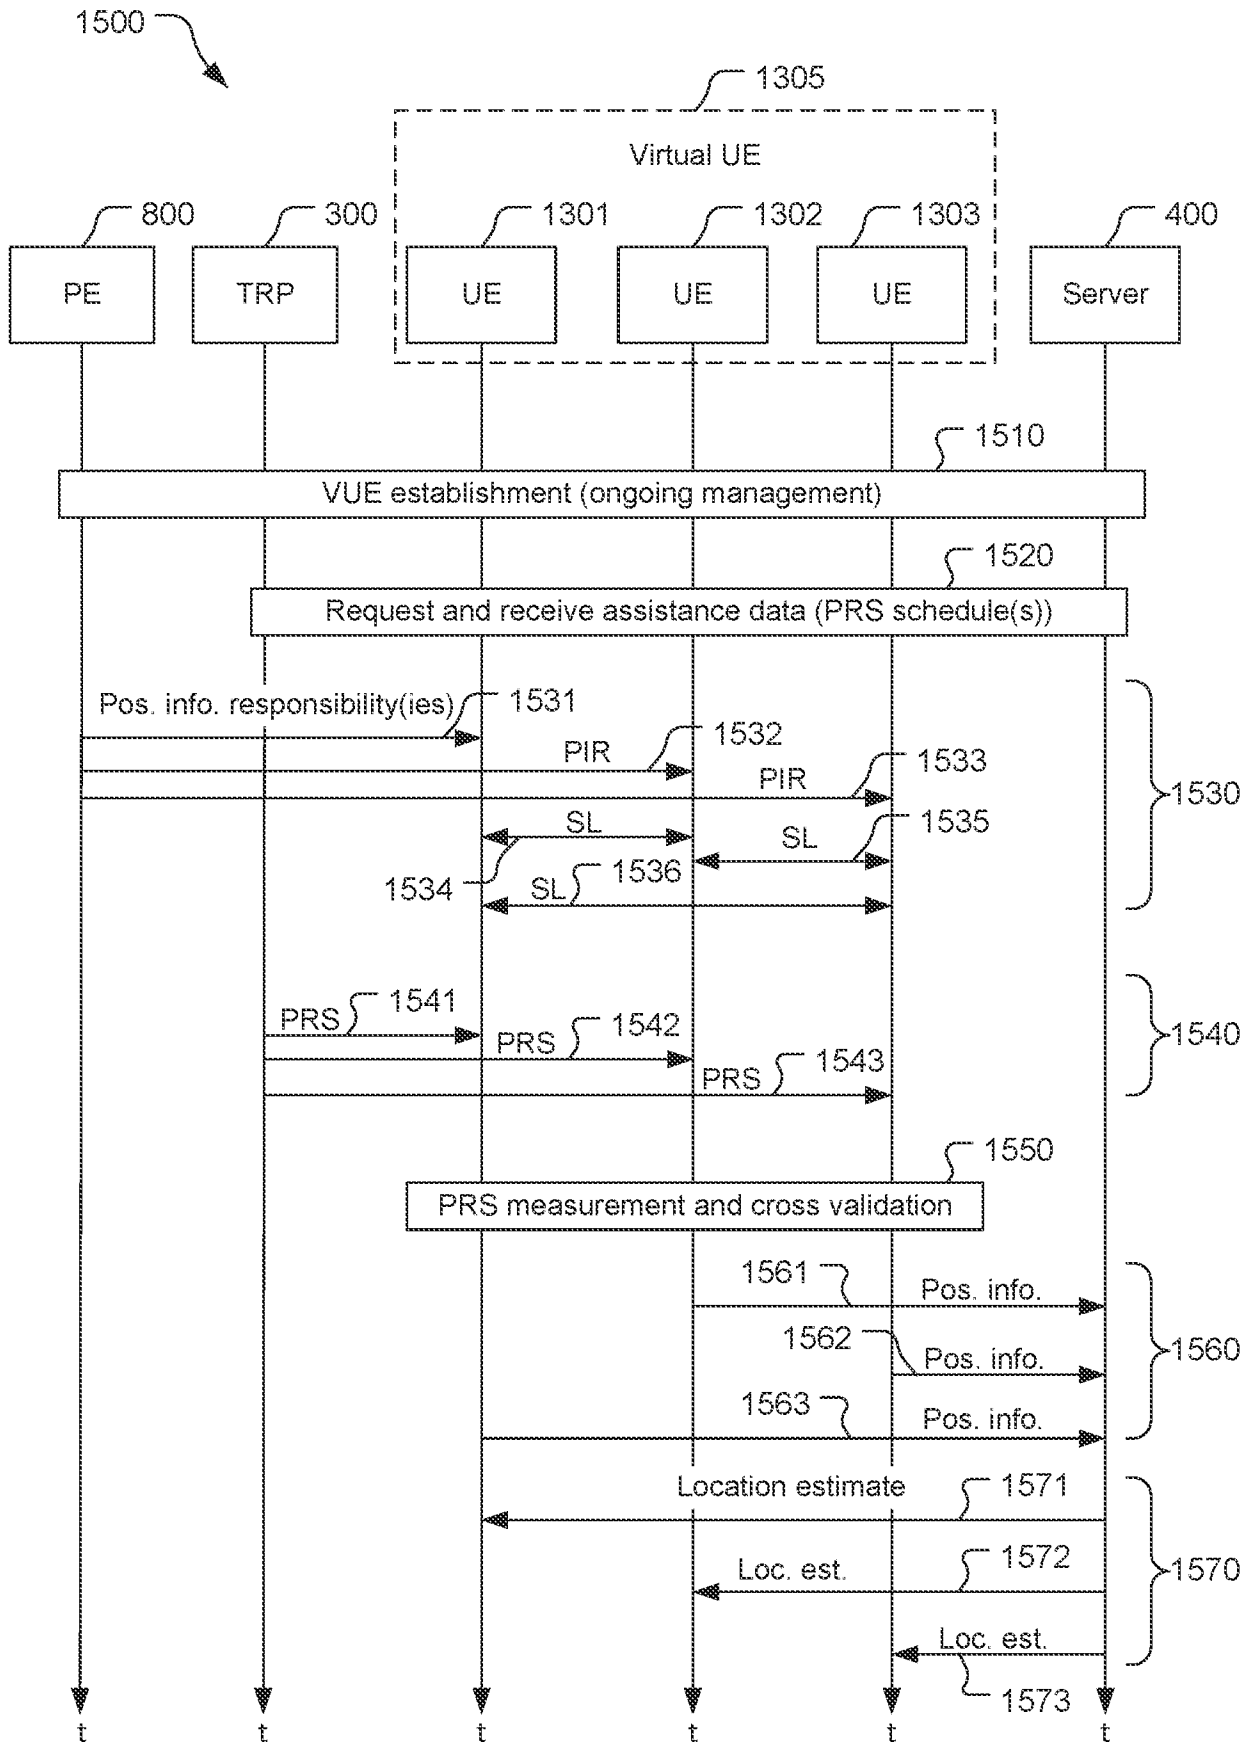 1500
1305
Virtual UE
800
300
1301
1302
1303
400
PE
TRP
UE
UE
UE
Server
1510
VUE establishment (ongoing management)
1520
Request and receive assistance data (PRS schedule(s))
Pos. info. responsibility(ies)
1531
PIR
1532
PIR
1533
1530
SL
SL
1535
1534
SL
1536
PRS
1541
PRS
1542
PRS
1543
1540
1550
PRS measurement and cross validation
1561
Pos. info.
1562
Pos. info.
1560
1563
Pos. info.
Location estimate
1571
Loc. est.
1572
1570
Loc. est.
1573
t
t
t
t
t
t